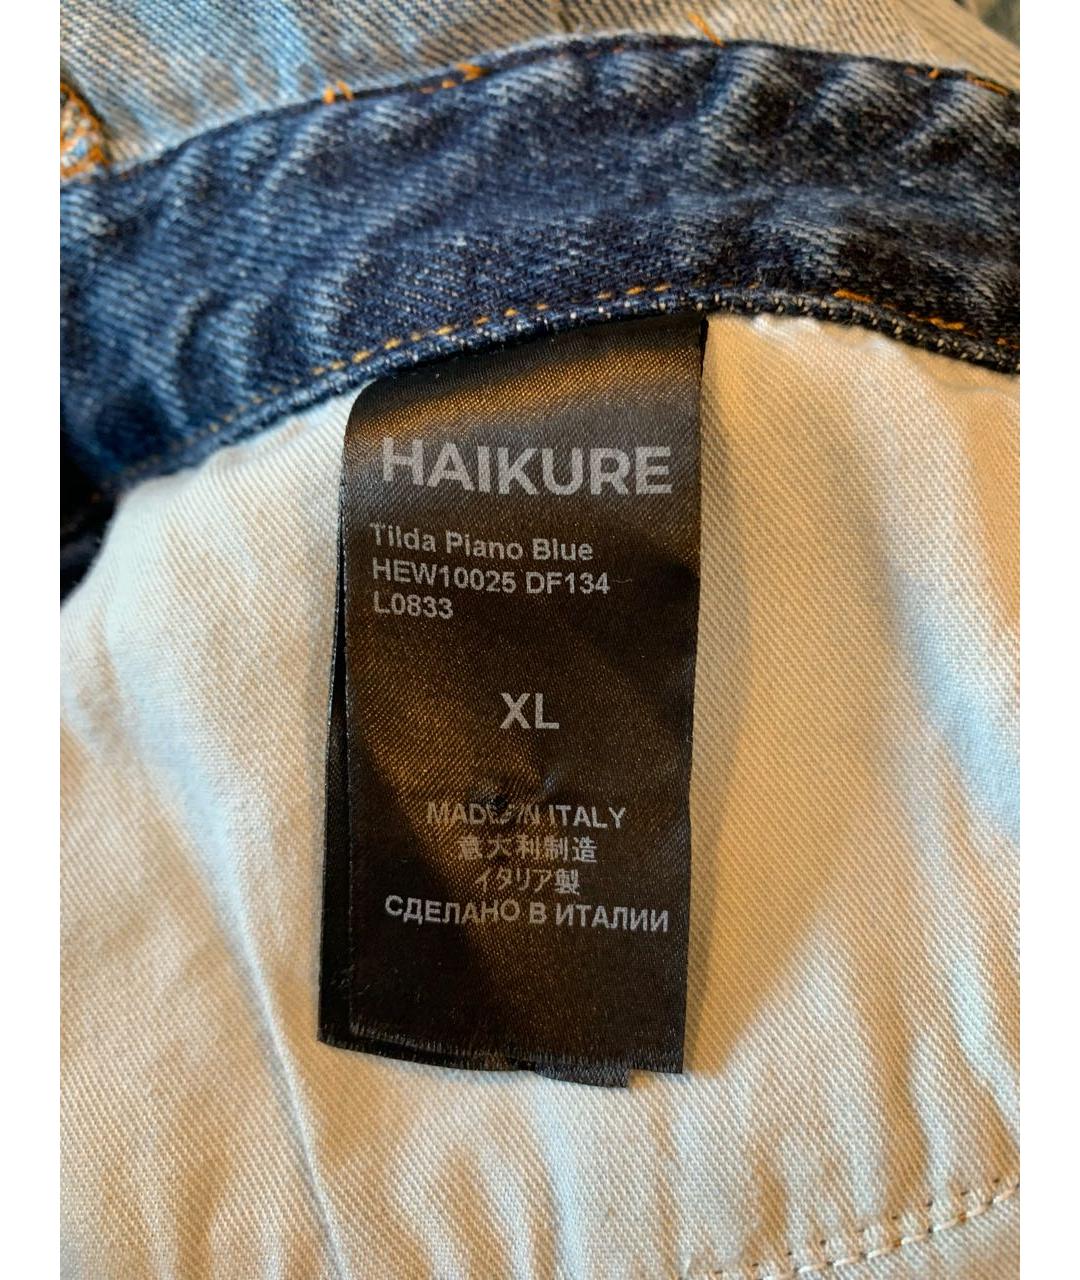 HAIKURE
Tilda Piano Blue
HEW10025 DF134
L0833
XL
MADE IN ITALY
意大利制造
イタリア製
СДЕЛАНО В ИТАЛИИ